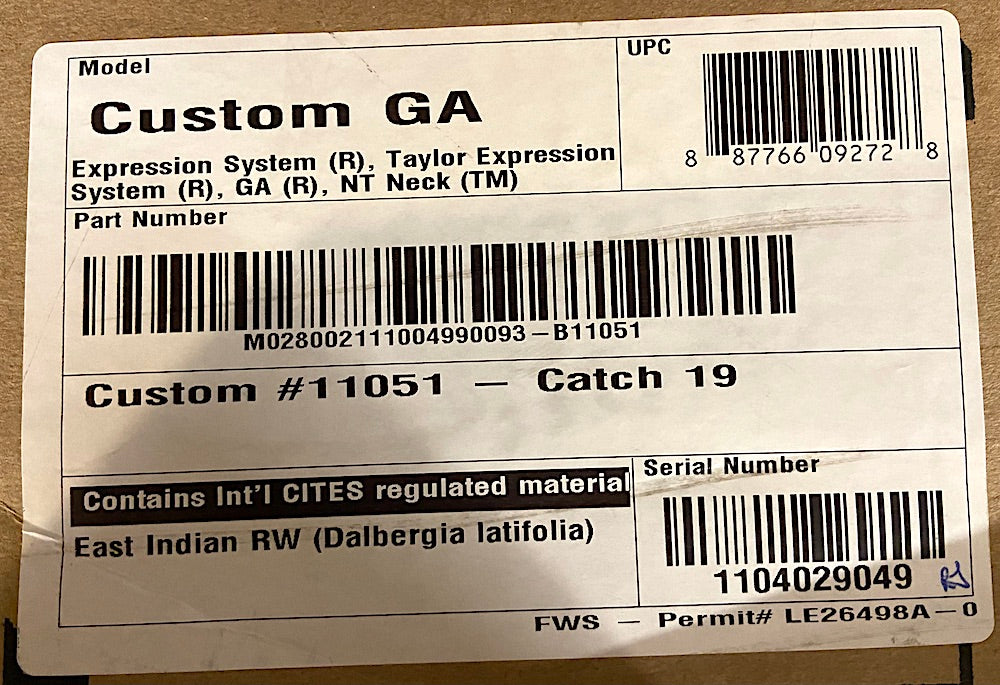 Model
Custom GA
Expression System (R), Taylor Expression
System (R), GA (R), NT Neck (TM)
UPC
8 87766 09272 8
Part Number
M028002111004990093-B11051
Custom #11051 - Catch 19
Contains Int'l CITES regulated material
East Indian RW (Dalbergia latifolia)
Serial Number
1104029049
RJ
FWS - Permit# LE26498A-0